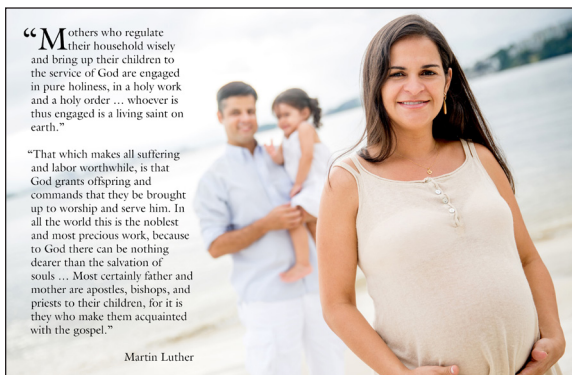 “Mothers who regulate
their household wisely
and bring up their children to
the service of God are engaged
in pure holiness, in a holy work
and a holy order … whoever is
thus engaged is a living saint on
earth.”
“That which makes all suffering
and labor worthwhile, is that
God grants offspring and
commands that they be brought
up to worship and serve him. In
all the world this is the noblest
and most precious work, because
to God there can be nothing
dearer than the salvation of
souls … Most certainly father and
mother are apostles, bishops, and
priests to their children, for it is
they who make them acquainted
with the gospel.”
Martin Luther